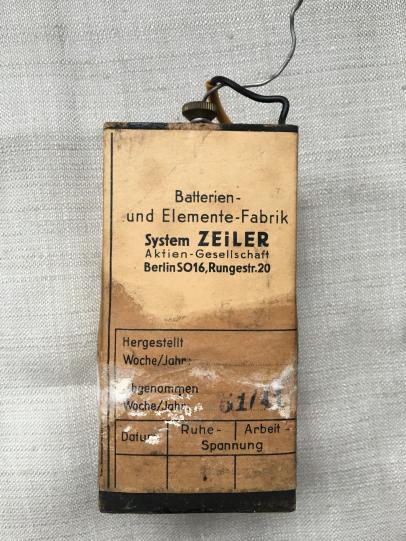 Batterien-
und Elemente-Fabrik
System ZEiLER
Aktien-Gesellschaft
Berlin SO16, Rungestr. 20
Hergestellt
Woche/Jahr:
Abgenommen
Woche/Jahr:
Datum Ruhe- Arbeit-
Spannung